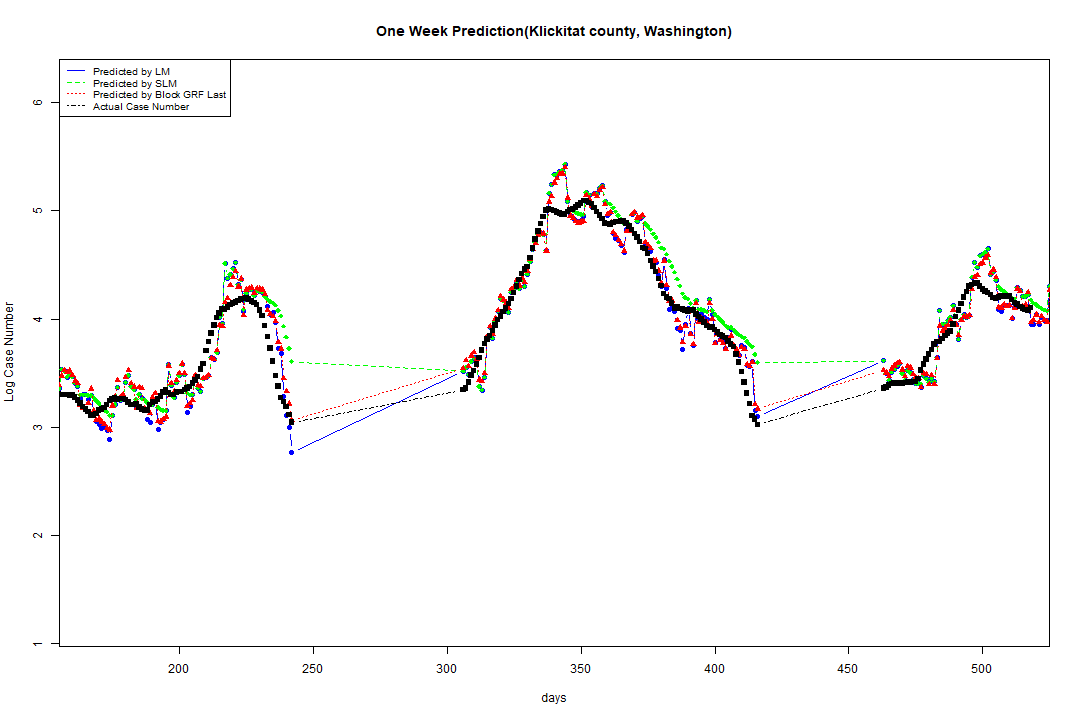 One Week Prediction(Klickitat county, Washington)
Predicted by LM
Predicted by SLM
Predicted by Block GRF Last
Actual Case Number
6
5
4
3
2
1
Log Case Number
200 250 300 350 400 450 500
days